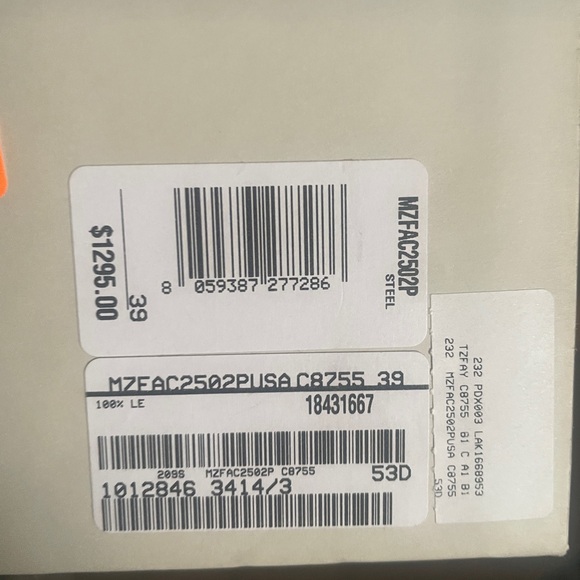 MZFAC2502P
STEEL
8 059387 277286
39
$1295.00
MZFAC2502PUSA C8755 39
100% LE
18431667
209S MZFAC2502P C8755
53D
1012846 3414/3
232 PDX003 LAK1668953
TZFAY C8755 B1 C A1 B1
232 MZFAC2502PUSA C8755
53D